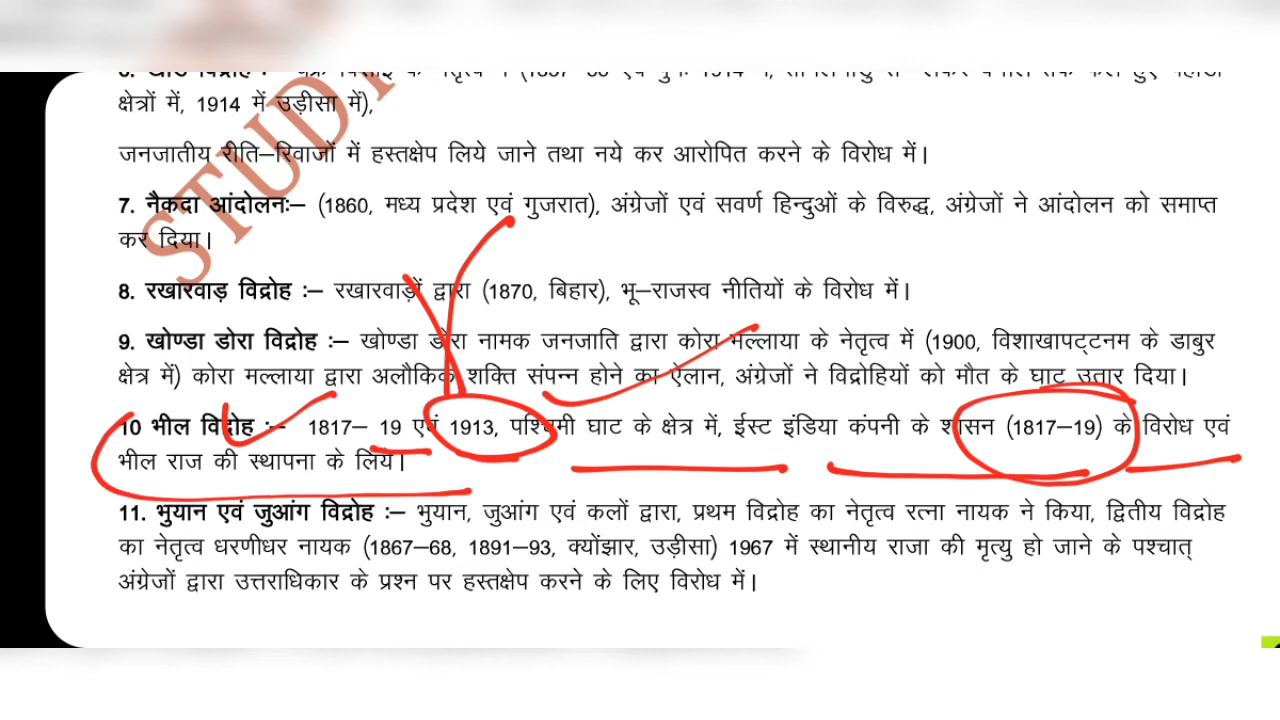 क्षेत्रों में, 1914 में उड़ीसा में),
जनजातीय रीति–रिवाजों में हस्तक्षेप लिये जाने तथा नये कर आरोपित करने के विरोध में।
7. नैकदा आंदोलनः– (1860, मध्य प्रदेश एवं गुजरात), अंग्रेजों एवं सवर्ण हिन्दुओं के विरुद्ध, अंग्रेजों ने आंदोलन को समाप्त
कर दिया।
8. रखारवाड़ विद्रोह :– रखारवाड़ों द्वारा (1870, बिहार), भू–राजस्व नीतियों के विरोध में।
9. खोण्डा डोरा विद्रोह :– खोण्डा डोरा नामक जनजाति द्वारा कोरा मल्लाया के नेतृत्व में (1900, विशाखापट्टनम के डाबुर
क्षेत्र में) कोरा मल्लाया द्वारा अलौकिक शक्ति संपन्न होने का ऐलान, अंग्रेजों ने विद्रोहियों को मौत के घाट उतार दिया।
10 भील विद्रोह :– 1817– 19 एवं 1913, पश्चिमी घाट के क्षेत्र में, ईस्ट इंडिया कंपनी के शासन (1817–19) के विरोध एवं
भील राज की स्थापना के लिये।
11. भुयान एवं जुआंग विद्रोह :– भुयान, जुआंग एवं कलों द्वारा, प्रथम विद्रोह का नेतृत्व रत्ना नायक ने किया, द्वितीय विद्रोह
का नेतृत्व धरणीधर नायक (1867–68, 1891–93, क्योंझार, उड़ीसा) 1967 में स्थानीय राजा की मृत्यु हो जाने के पश्चात्
अंग्रेजों द्वारा उत्तराधिकार के प्रश्न पर हस्तक्षेप करने के लिए विरोध में।
STUDY